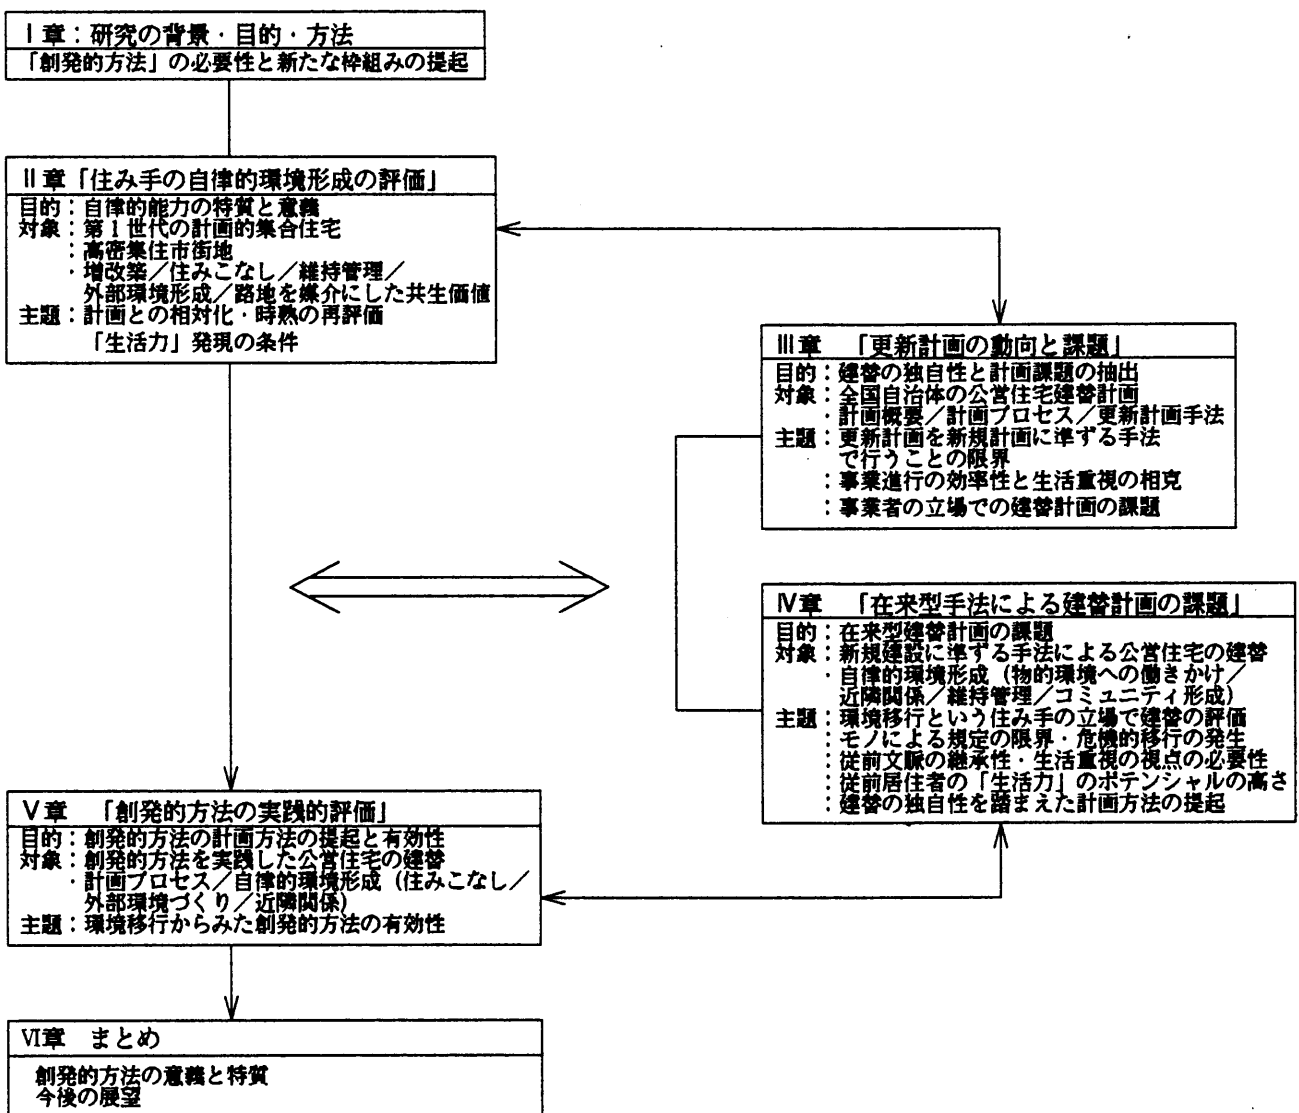 Ⅰ章：研究の背景・目的・方法
「創発的方法」の必要性と新たな枠組みの提起
Ⅱ章「住み手の自律的環境形成の評価」
目的：自律的能力の特質と意義
対象：第１世代の計画的集合住宅
：高密集住市街地
・増改築／住みこなし／維持管理／
外部環境形成／路地を媒介にした共生価値
主題：計画との相対化・時熟の再評価
「生活力」発現の条件
Ⅲ章　「更新計画の動向と課題」
目的：建替の独自性と計画課題の抽出
対象：全国自治体の公営住宅建替計画
・計画概要／計画プロセス／更新計画手法
主題：更新計画を新規計画に準ずる手法
で行うことの限界
：事業進行の効率性と生活重視の相克
：事業者の立場での建替計画の課題
Ⅳ章　「在来型手法による建替計画の課題」
目的：在来型建替計画の課題
対象：新規建設に準ずる手法による公営住宅の建替
・自律的環境形成（物的環境への働きかけ／
近隣関係／維持管理／コミュニティ形成）
主題：環境移行という住み手の立場で建替の評価
：モノによる規定の限界・危機的移行の発生
：従前文脈の継承性・生活重視の視点の必要性
：従前居住者の「生活力」のポテンシャルの高さ
：建替の独自性を踏まえた計画方法の提起
Ⅴ章　「創発的方法の実践的評価」
目的：創発的方法の計画方法の提起と有効性
対象：創発的方法を実践した公営住宅の建替
・計画プロセス／自律的環境形成（住みこなし／
外部環境づくり／近隣関係）
主題：環境移行からみた創発的方法の有効性
Ⅵ章　まとめ
創発的方法の意義と特質
今後の展望